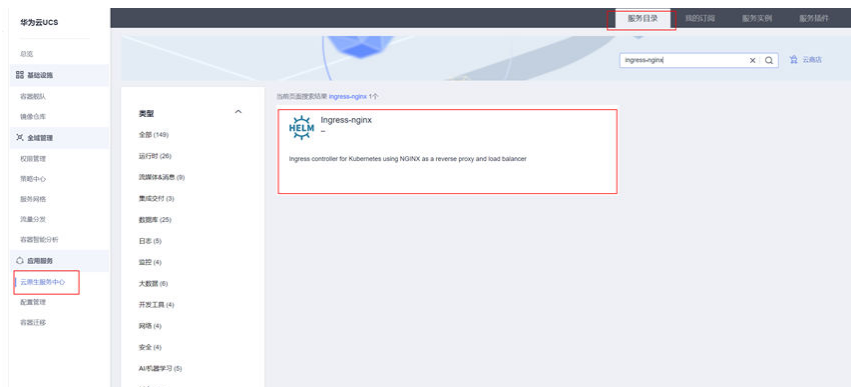 华为云UCS
服务目录 我的订阅 服务实例 服务插件
总览
基础设施
容器舰队
镜像仓库
全域管理
权限管理
策略中心
服务网格
流量分发
容器智能分析
应用服务
云原生服务中心
配置管理
容器迁移
ingress-nginx
云商店
类型
全部 (149)
运行时 (26)
流媒体&消息 (9)
集成交付 (3)
数据库 (25)
日志 (5)
监控 (4)
大数据 (6)
开发工具 (4)
网络 (4)
安全 (4)
AI/机器学习 (5)
当前页面搜索结果 ingress-nginx 1个
HELM
Ingress-nginx
–
Ingress controller for Kubernetes using NGINX as a reverse proxy and load balancer